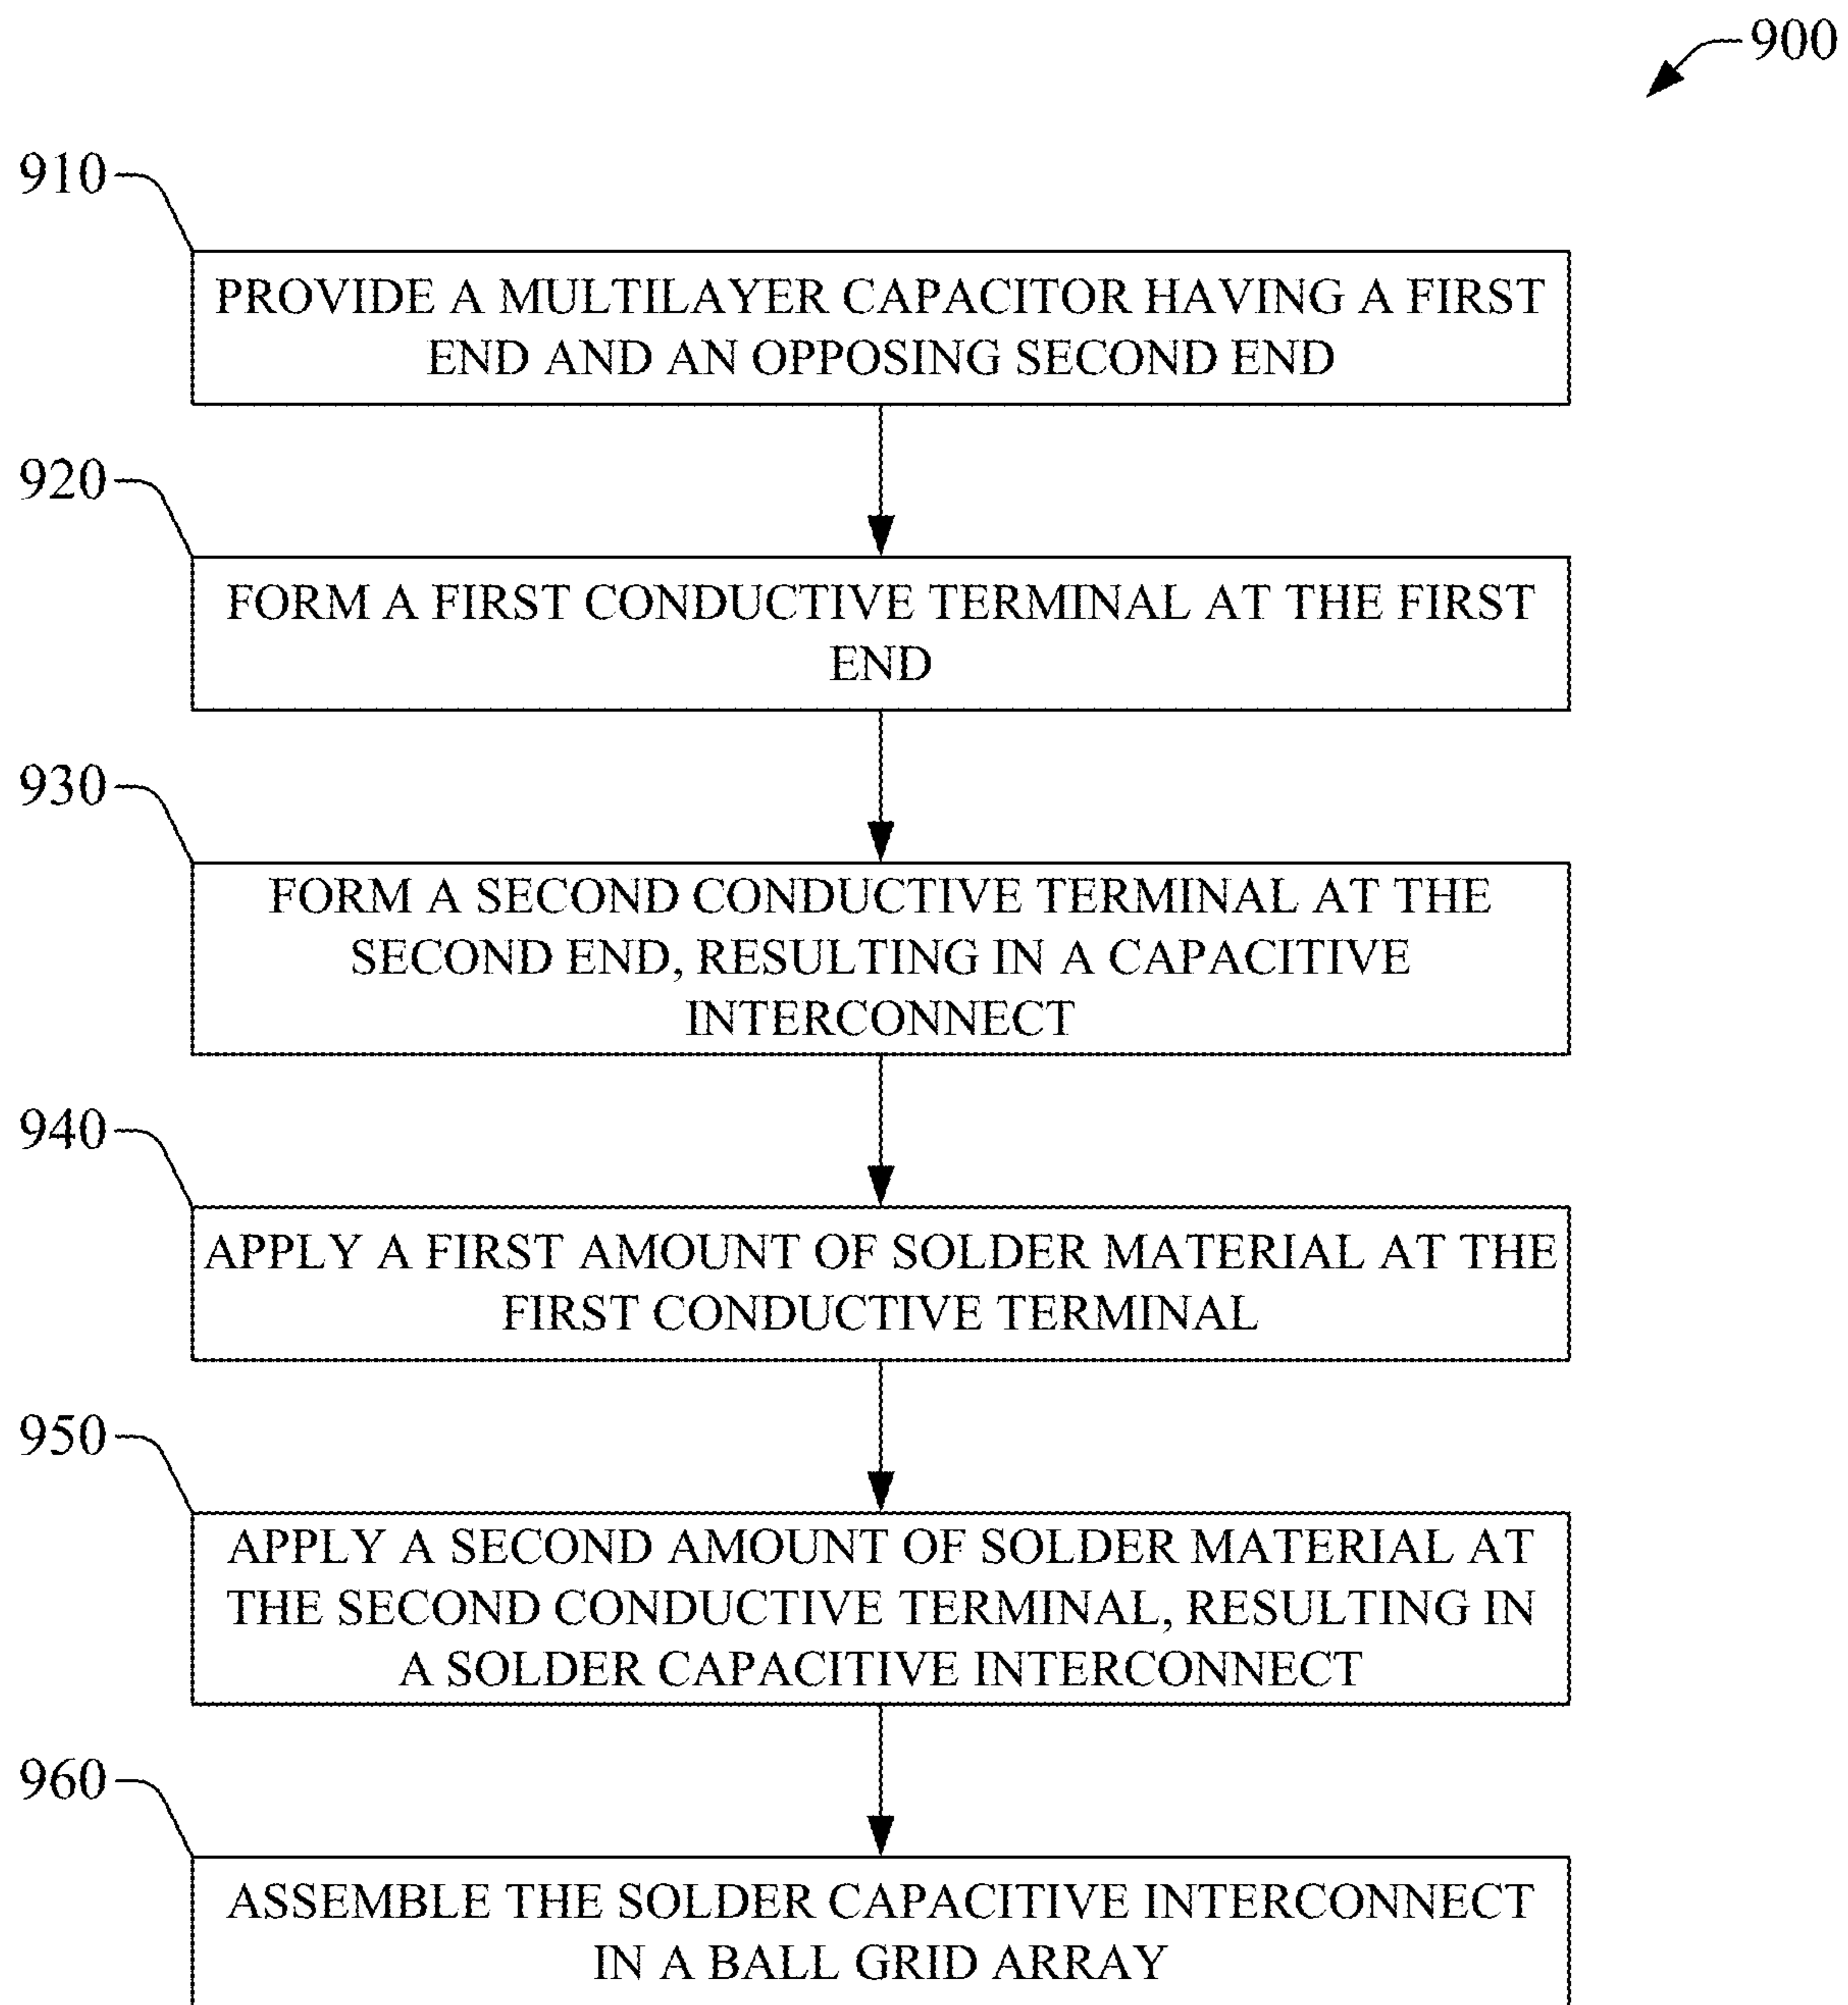 900
910
PROVIDE A MULTILAYER CAPACITOR HAVING A FIRST
END AND AN OPPOSING SECOND END
920
FORM A FIRST CONDUCTIVE TERMINAL AT THE FIRST
END
930
FORM A SECOND CONDUCTIVE TERMINAL AT THE
SECOND END, RESULTING IN A CAPACITIVE
INTERCONNECT
940
APPLY A FIRST AMOUNT OF SOLDER MATERIAL AT THE
FIRST CONDUCTIVE TERMINAL
950
APPLY A SECOND AMOUNT OF SOLDER MATERIAL AT
THE SECOND CONDUCTIVE TERMINAL, RESULTING IN
A SOLDER CAPACITIVE INTERCONNECT
960
ASSEMBLE THE SOLDER CAPACITIVE INTERCONNECT
IN A BALL GRID ARRAY